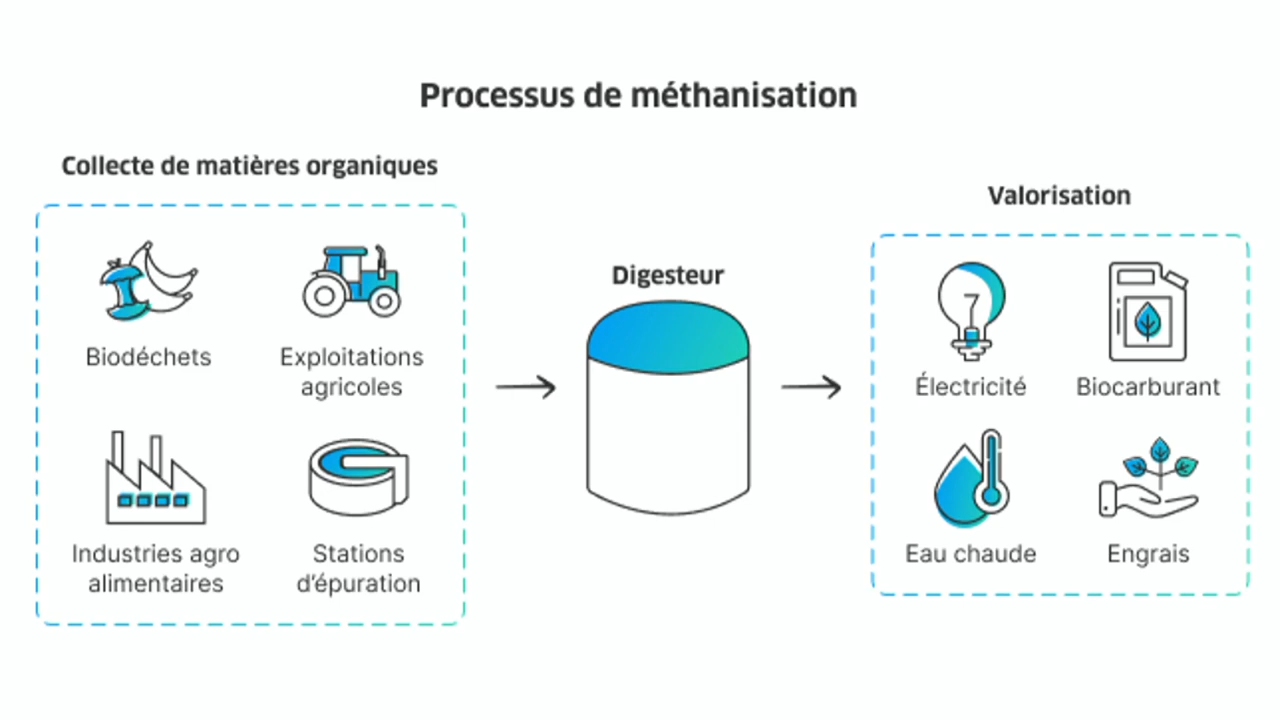 Processus de méthanisation
Collecte de matières organiques
Biodéchets
Exploitations
agricoles
Industries agro
alimentaires
Stations
d'épuration
Digesteur
Valorisation
Électricité
Biocarburant
Eau chaude
Engrais